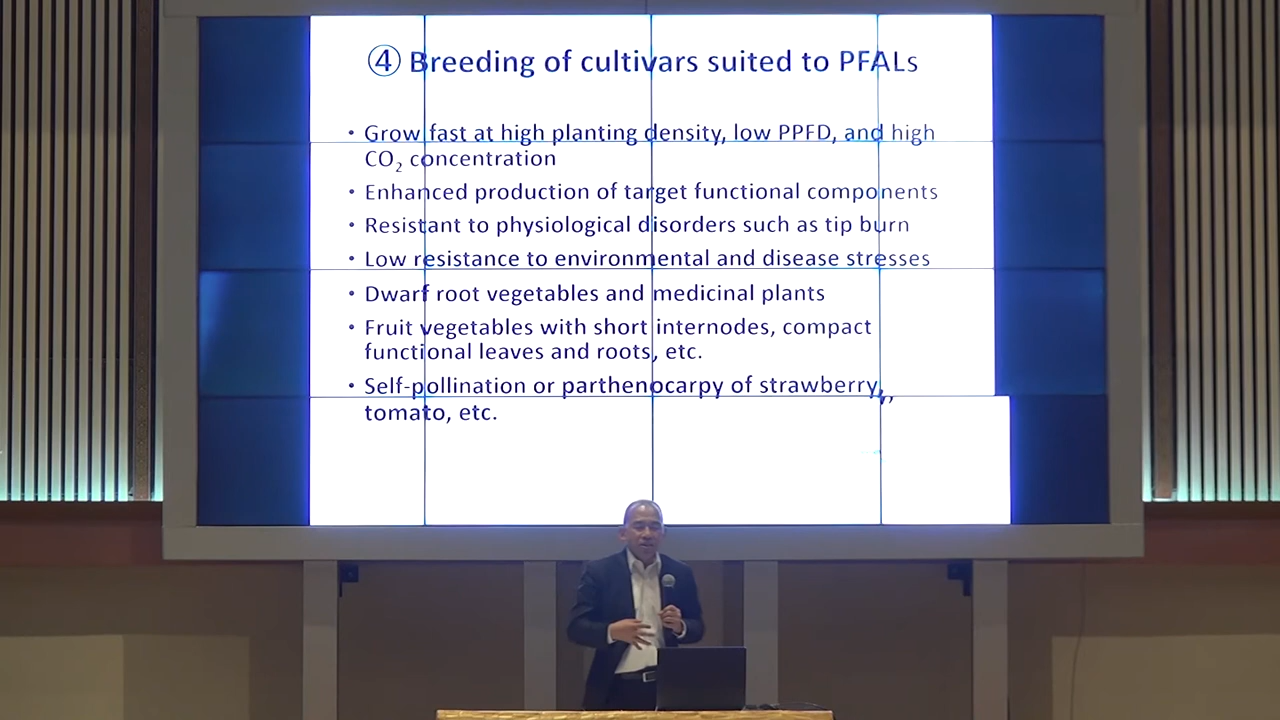 ④ Breeding of cultivars suited to PFALs
• Grow fast at high planting density, low PPFD, and high
CO₂ concentration
• Enhanced production of target functional components
• Resistant to physiological disorders such as tip burn
• Low resistance to environmental and disease stresses
• Dwarf root vegetables and medicinal plants
• Fruit vegetables with short internodes, compact
functional leaves and roots, etc.
• Self-pollination or parthenocarpy of strawberry,
tomato, etc.